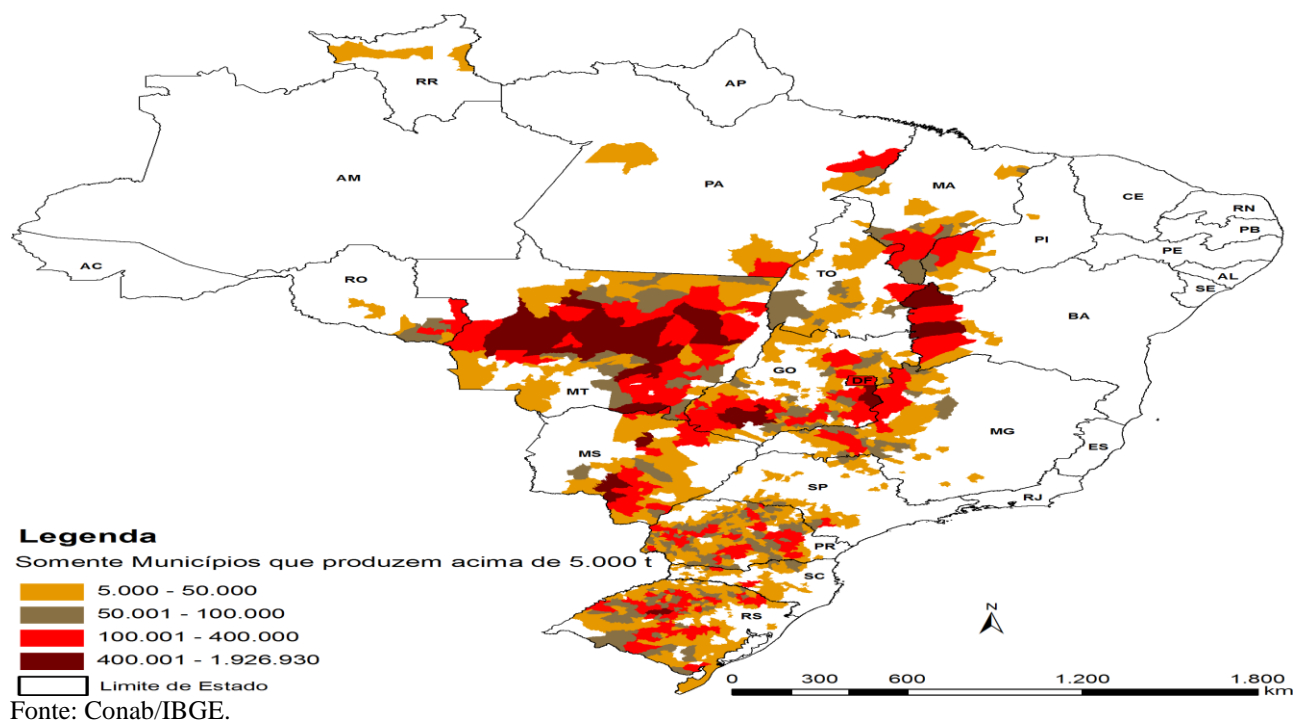 RR
AP
AM
PA
MA
CE
RN
PB
PI
PE
AC
TO
AL
RO
SE
BA
GO
DF
MT
MG
MS
ES
SP
RJ
Legenda
Somente Municípios que produzem acima de 5.000 t
PR
SC
5.000 - 50.000
50.001 - 100.000
RS
N
100.001 - 400.000
400.001 - 1.926.930
Limite de Estado
0 300 600 1.200 1.800
km
Fonte: Conab/IBGE.